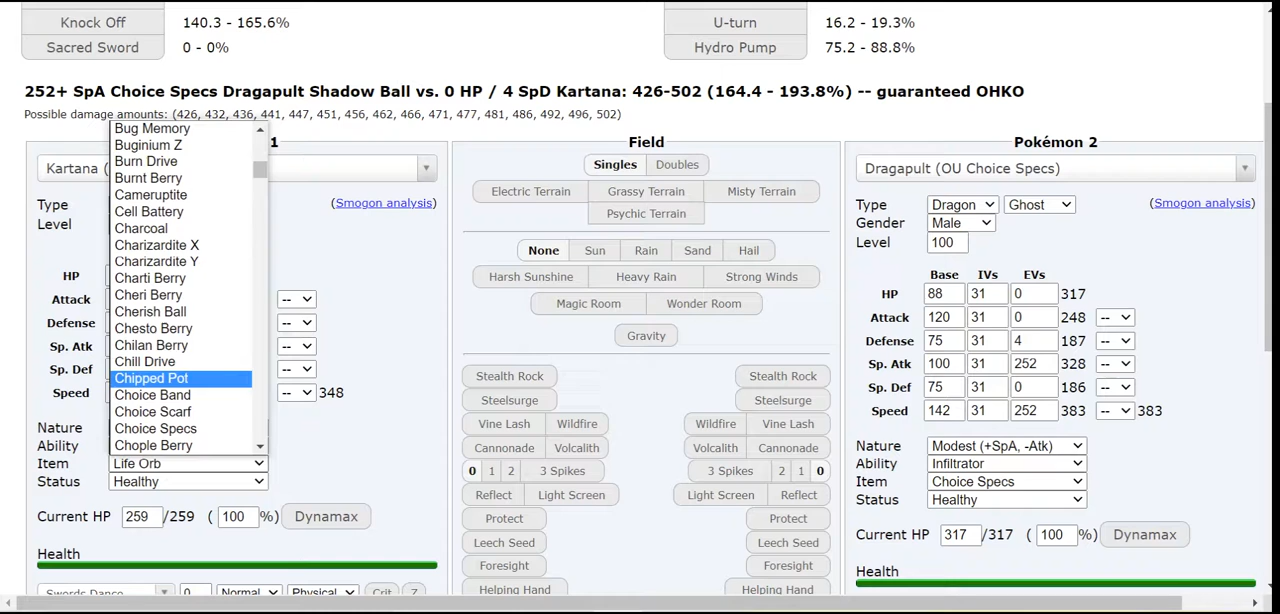 Knock Off 140.3 - 165.6% U-turn 16.2 - 19.3%
Sacred Sword 0 - 0% Hydro Pump 75.2 - 88.8%
252+ SpA Choice Specs Dragapult Shadow Ball vs. 0 HP / 4 SpD Kartana: 426-502 (164.4 - 193.8%) -- guaranteed OHKO
Possible damage amounts: (426, 432, 436, 441, 447, 451, 456, 462, 466, 471, 477, 481, 486, 492, 496, 502)
1
Kartana (
Type (Smogon analysis)
Level
HP
Attack --
Defense --
Sp. Atk --
Sp. Def --
Speed -- 348
Nature
Ability
Bug Memory
Buginium Z
Burn Drive
Burnt Berry
Cameruptite
Cell Battery
Charcoal
Charizardite X
Charizardite Y
Charti Berry
Cheri Berry
Cherish Ball
Chesto Berry
Chilan Berry
Chill Drive
Chipped Pot
Choice Band
Choice Scarf
Choice Specs
Chople Berry
Item Life Orb
Status Healthy
Current HP 259 /259 ( 100 %) Dynamax
Health
Swords Dance 0 Normal Physical Crit Z
Field
Singles Doubles
Electric Terrain Grassy Terrain Misty Terrain
Psychic Terrain
None Sun Rain Sand Hail
Harsh Sunshine Heavy Rain Strong Winds
Magic Room Wonder Room
Gravity
Stealth Rock Stealth Rock
Steelsurge Steelsurge
Vine Lash Wildfire Wildfire Vine Lash
Cannonade Volcalith Volcalith Cannonade
0 1 2 3 Spikes 3 Spikes 2 1 0
Reflect Light Screen Light Screen Reflect
Protect Protect
Leech Seed Leech Seed
Foresight Foresight
Helping Hand Helping Hand
Pokémon 2
Dragapult (OU Choice Specs)
Type Dragon Ghost (Smogon analysis)
Gender Male
Level 100
Base IVs EVs
HP 88 31 0 317
Attack 120 31 0 248 --
Defense 75 31 4 187 --
Sp. Atk 100 31 252 328 --
Sp. Def 75 31 0 186 --
Speed 142 31 252 383 -- 383
Nature Modest (+SpA, -Atk)
Ability Infiltrator
Item Choice Specs
Status Healthy
Current HP 317 /317 ( 100 %) Dynamax
Health